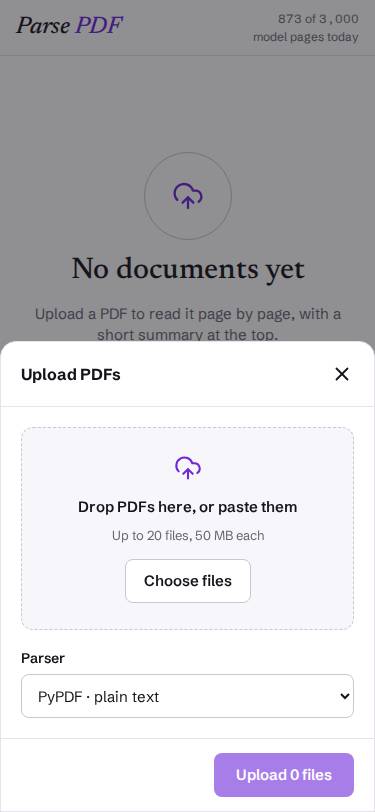 Parse PDF
873 of 3,000
model pages today
No documents yet
Upload a PDF to read it page by page, with a
short summary at the top.
Upload PDFs
Drop PDFs here, or paste them
Up to 20 files, 50 MB each
Choose files
Parser
PyPDF · plain text
Upload 0 files